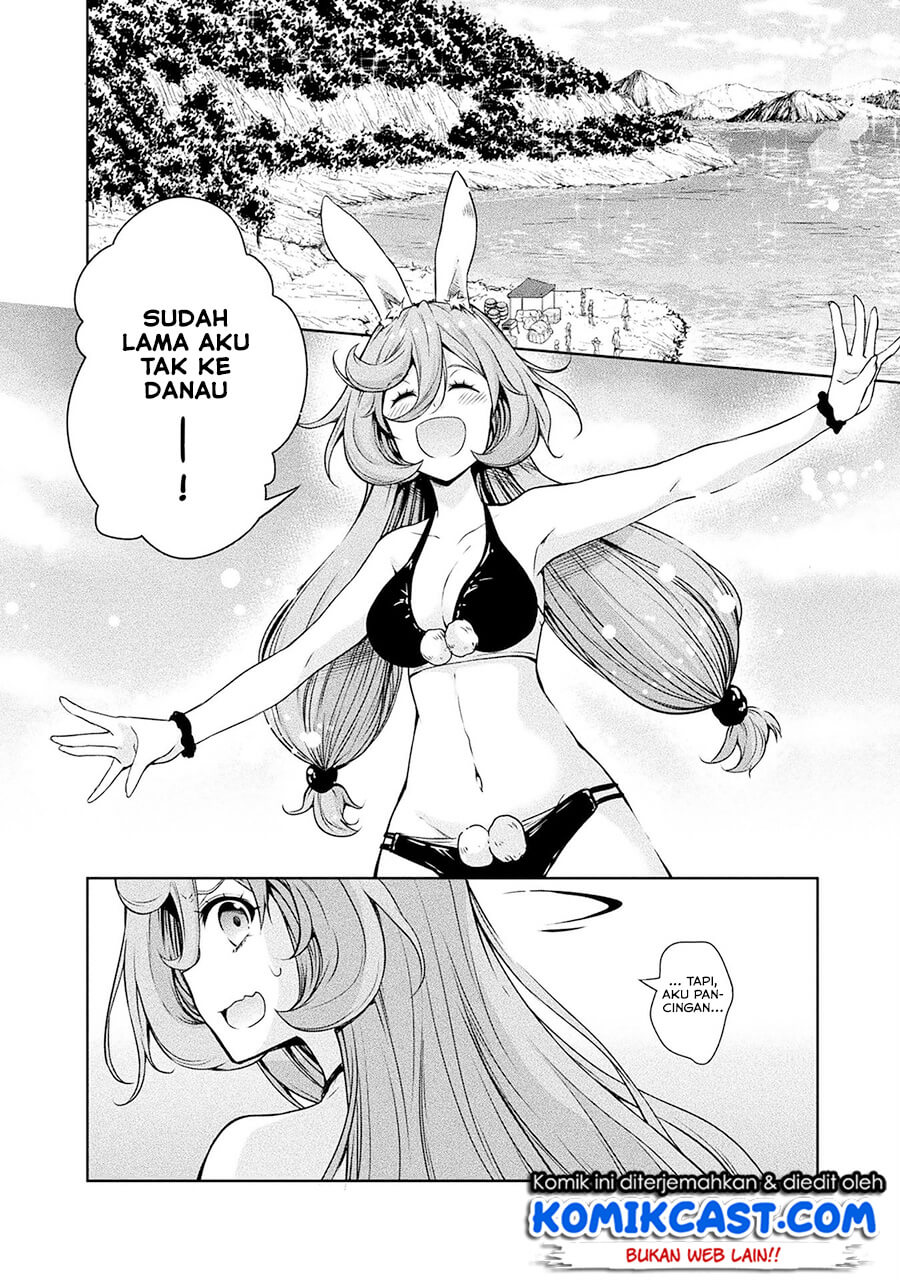 SUDAH
LAMA AKU
TAK KE
DANAU
—!
... TAPI,
AKU PAN-
CINGAN...
Komik ini diterjemahkan & diedit oleh
KOMIKCAST.COM
BUKAN WEB LAIN!!